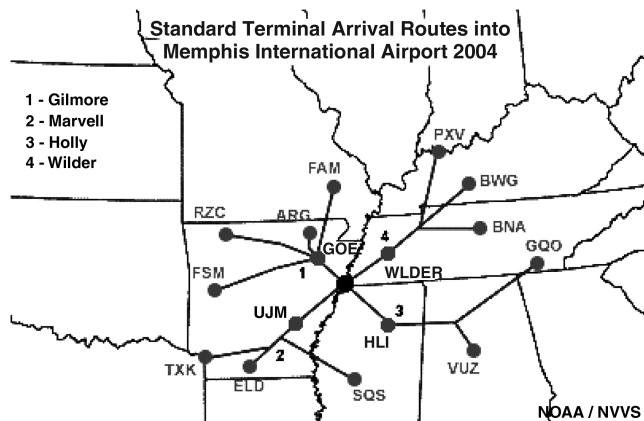 Standard Terminal Arrival Routes into
Memphis International Airport 2004
1 - Gilmore
2 - Marvell
3 - Holly
4 - Wilder
PXV
FAM
BWG
RZC
ARG
BNA
GOE
4
GQO
FSM
1
WLDER
UJM
3
HLI
2
TXK
VUZ
ELD
SQS
NOAA / NVVS